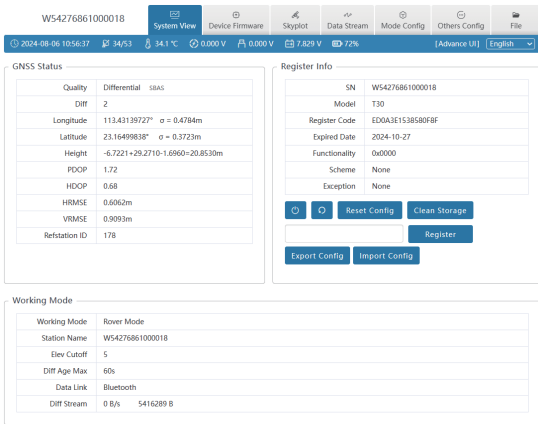 W54276861000018
System View
Device Firmware
Skyplot
Data Stream
Mode Config
Others Config
File
2024-08-06 10:56:37 34/53 34.1 ℃ 0.000 V 0.000 V 7.829 V 72% [Advance UI] English
GNSS Status
Quality Differential SBAS
Diff 2
Longitude 113.43139727° σ = 0.4784m
Latitude 23.16499838° σ = 0.3723m
Height -6.7221+29.2710-1.6960=20.8530m
PDOP 1.72
HDOP 0.68
HRMSE 0.6062m
VRMSE 0.9093m
Refstation ID 178
Register Info
SN W54276861000018
Model T30
Register Code ED0A3E1538580F8F
Expired Date 2024-10-27
Functionality 0x0000
Scheme None
Exception None
Reset Config Clean Storage
Register
Export Config Import Config
Working Mode
Working Mode Rover Mode
Station Name W54276861000018
Elev Cutoff 5
Diff Age Max 60s
Data Link Bluetooth
Diff Stream 0 B/s 5416289 B